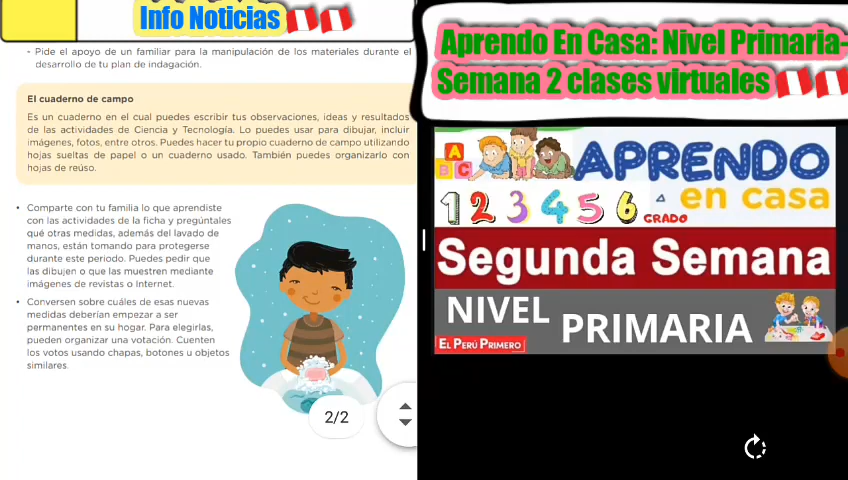 Info Noticias
- Pide el apoyo de un familiar para la manipulación de los materiales durante el
desarrollo de tu plan de indagación.
El cuaderno de campo
Es un cuaderno en el cual puedes escribir tus observaciones, ideas y resultados
de las actividades de Ciencia y Tecnología. Lo puedes usar para dibujar, incluir
imágenes, fotos, entre otros. Puedes hacer tu propio cuaderno de campo utilizando
hojas sueltas de papel o un cuaderno usado. También puedes organizarlo con
hojas de reúso.
• Comparte con tu familia lo que aprendiste
con las actividades de la ficha y pregúntales
qué otras medidas, además del lavado de
manos, están tomando para protegerse
durante este periodo. Puedes pedir que
las dibujen o que las muestren mediante
imágenes de revistas o Internet.
• Conversen sobre cuáles de esas nuevas
medidas deberían empezar a ser
permanentes en su hogar. Para elegirlas,
pueden organizar una votación. Cuenten
los votos usando chapas, botones u objetos
similares.
2/2
Aprendo En Casa: Nivel Primaria-
Semana 2 clases virtuales
A
B C
APRENDO
en casa
1 2 3 4 5 6 GRADO
Segunda Semana
NIVEL PRIMARIA
EL PERÚ PRIMERO